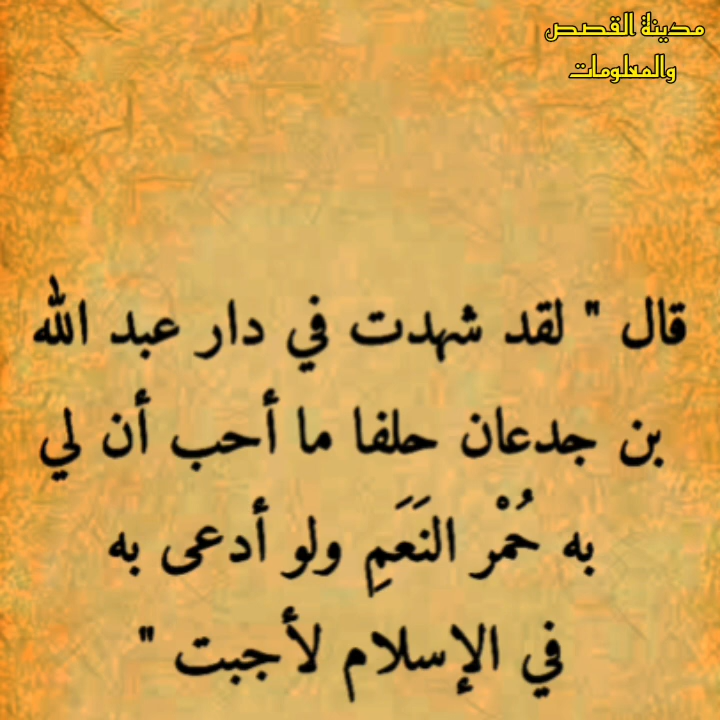 مدينة القصص
والمعلومات
قال " لقد شهدت في دار عبد الله
بن جدعان حلفا ما أحب أن لي
به حُمْر النَعَمِ ولو أدعى به
في الإسلام لأجبت "